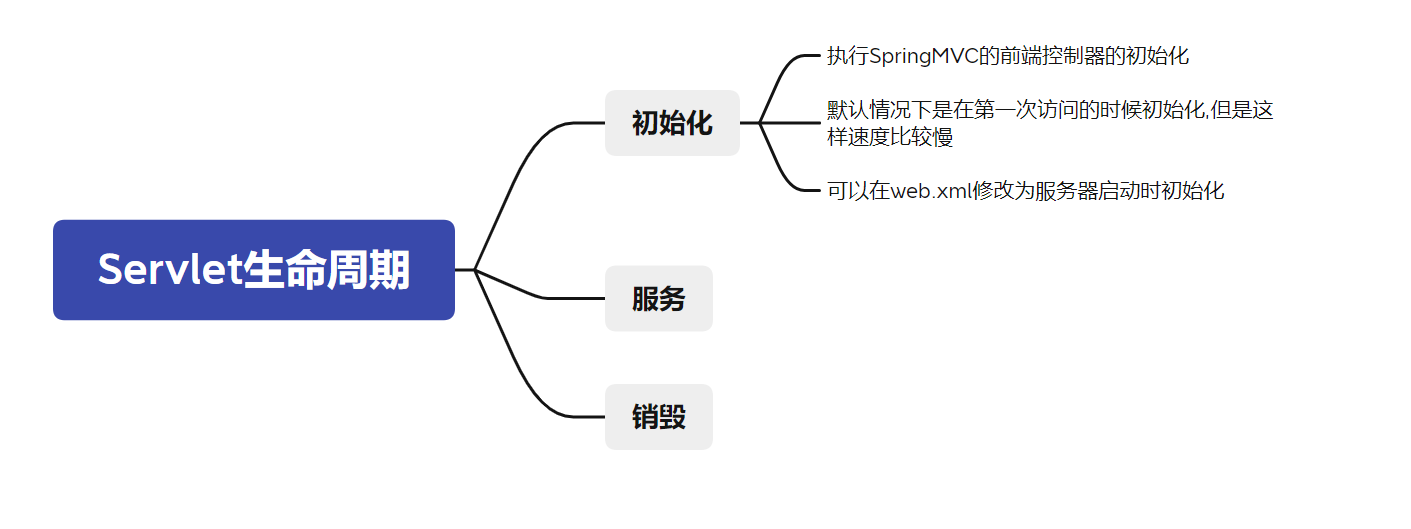 Servlet生命周期
初始化
执行SpringMVC的前端控制器的初始化
默认情况下是在第一次访问的时候初始化,但是这
样速度比较慢
可以在web.xml修改为服务器启动时初始化
服务
销毁